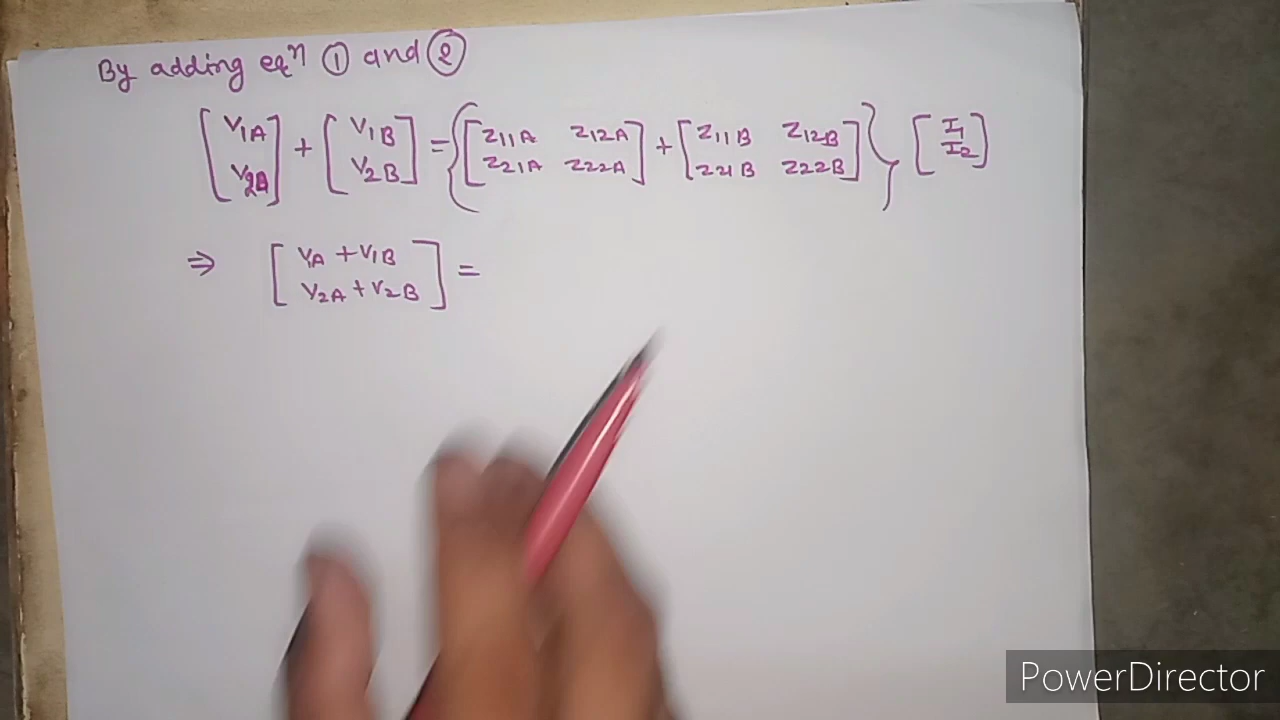 By adding eqⁿ ① and ②
[V1A V2A] + [V1B V2B] = { [Z11A Z12A Z21A Z22A] + [Z11B Z12B Z21B Z22B] } [I1 I2]
⇒ [V1A + V1B V2A + V2B] =
PowerDirector